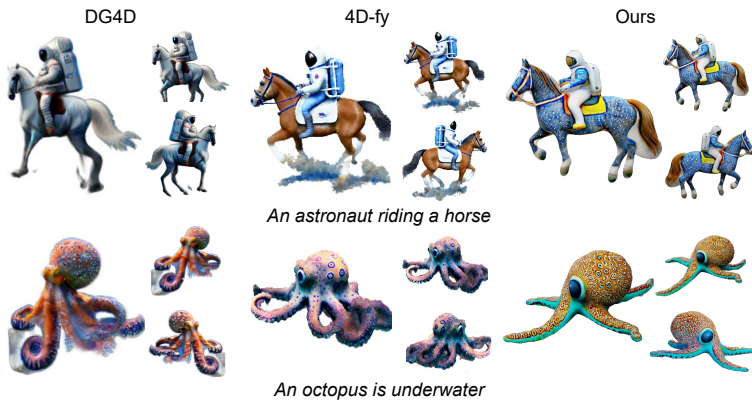 DG4D
4D-fy
Ours
An astronaut riding a horse
An octopus is underwater